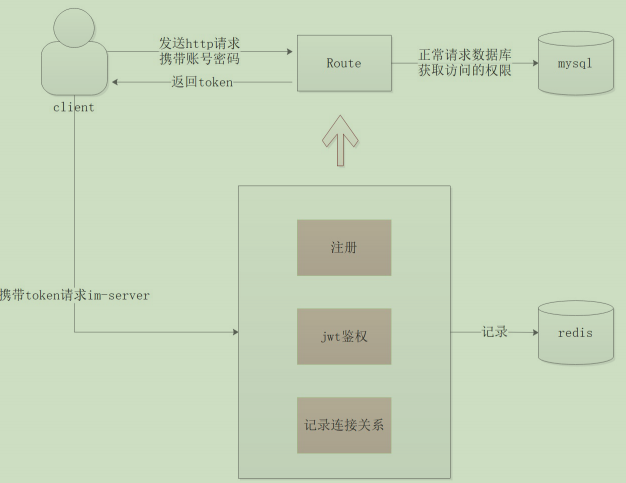 发送http请求
携带账号密码
返回token
client
Route
正常请求数据库
获取访问的权限
mysql
携带token请求im-server
注册
jwt鉴权
记录连接关系
记录
redis